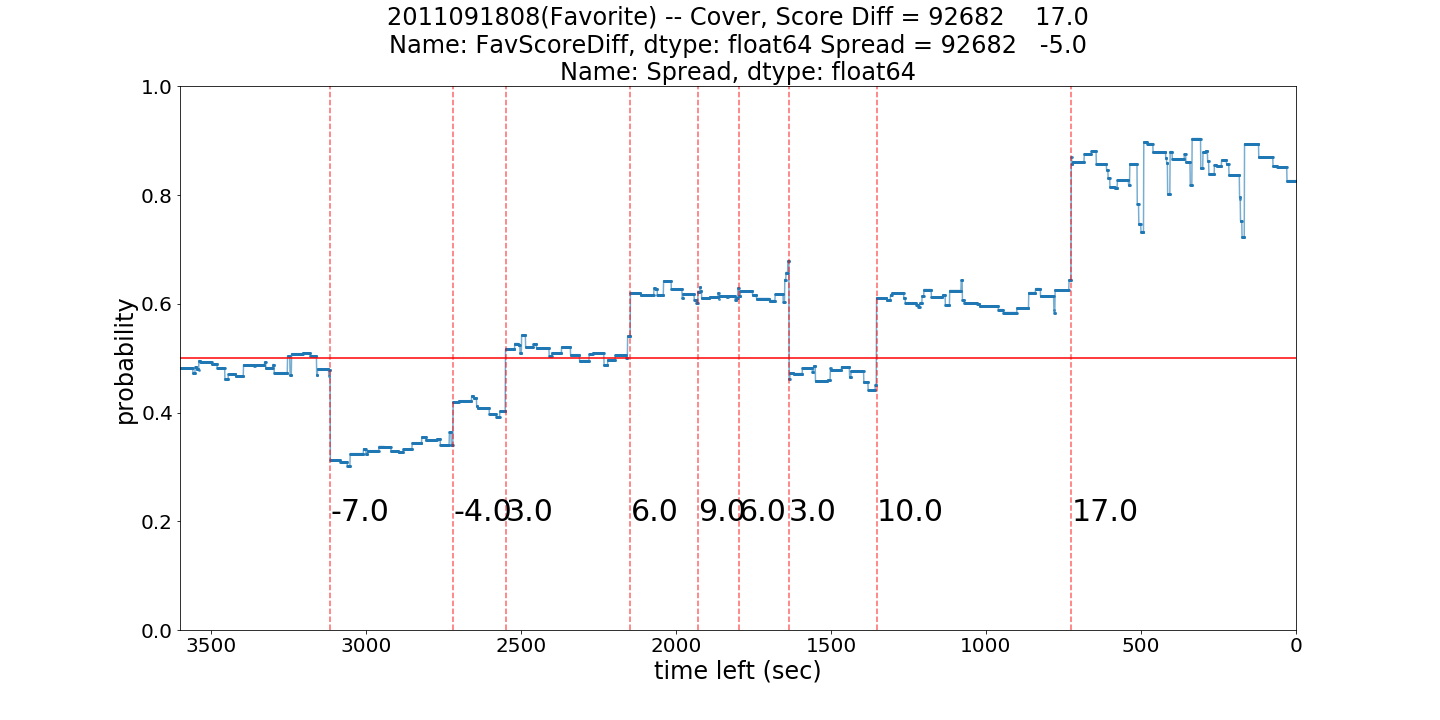 2011091808(Favorite) -- Cover, Score Diff = 92682    17.0
Name: FavScoreDiff, dtype: float64 Spread = 92682   -5.0
Name: Spread, dtype: float64
1.0
0.8
0.6
0.4
0.2
0.0
probability
-7.0 -4.0 3.0 6.0 9.0 6.0 3.0 10.0 17.0
3500 3000 2500 2000 1500 1000 500 0
time left (sec)